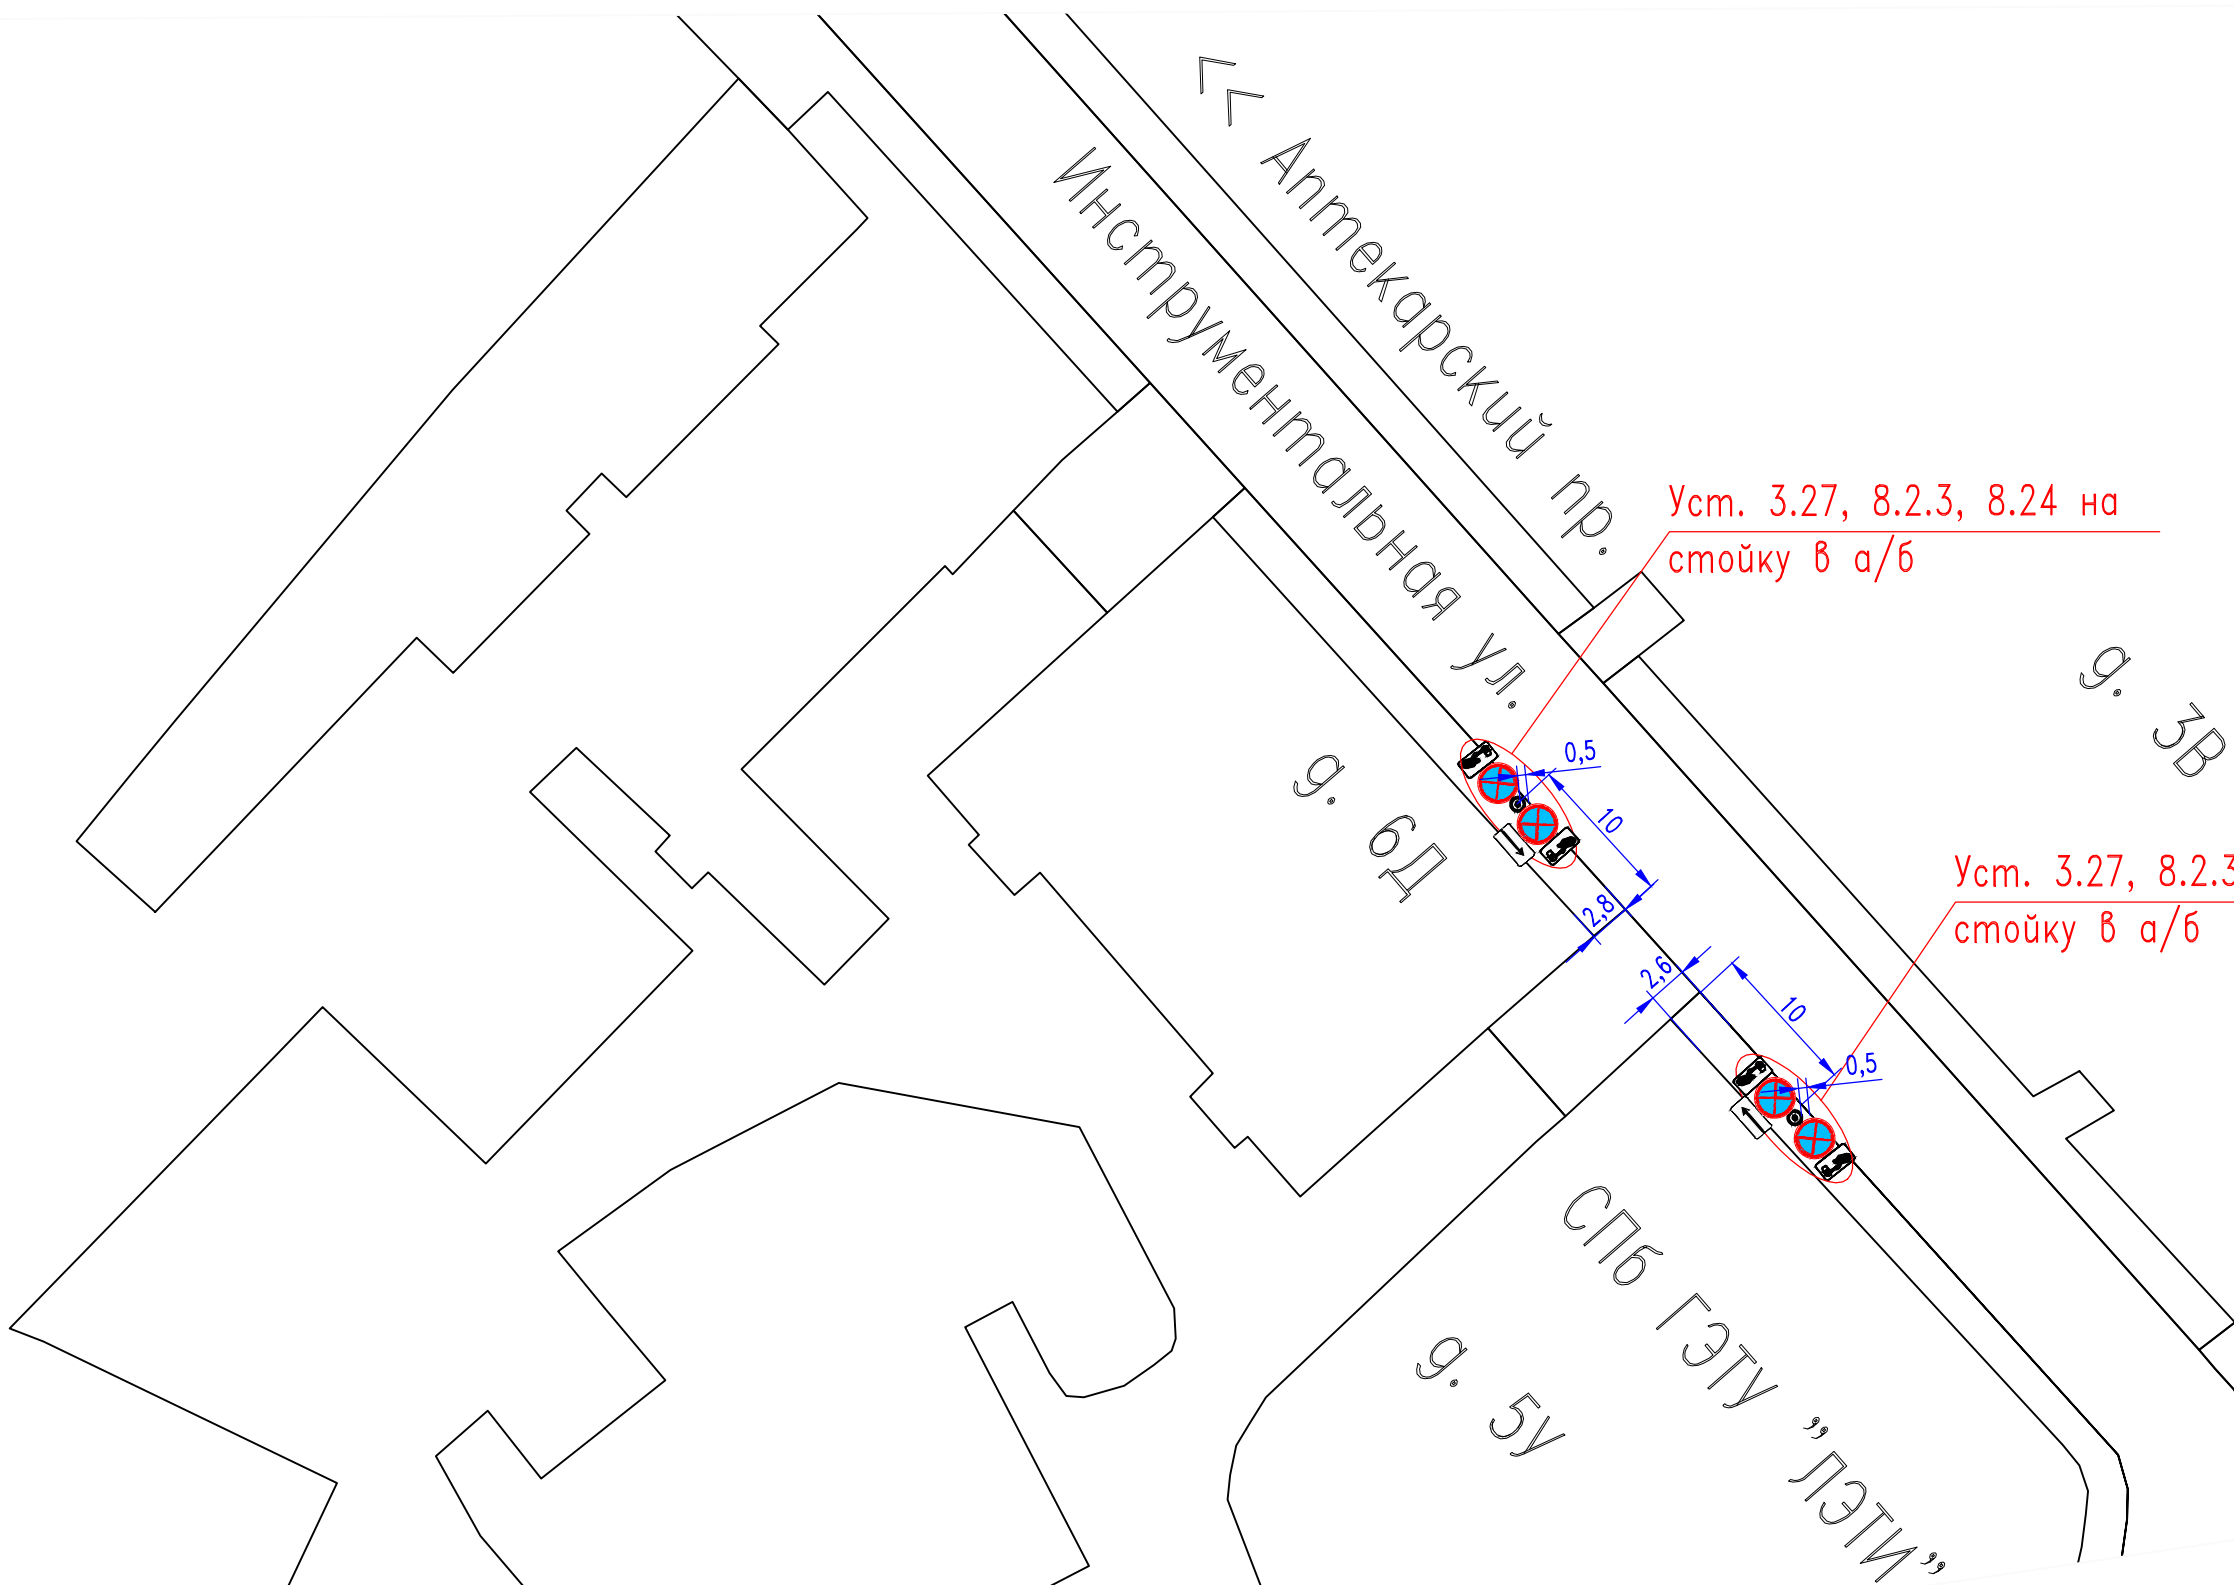 << Аптекарский пр.
Инструментальная ул.
Уст. 3.27, 8.2.3, 8.24 на
стойку в а/б
д. 3В
0,5
10
д. 6Д
2,8
Уст. 3.27, 8.2.3
стойку в а/б
2,6
10
0,5
СПб ГЭТУ "ЛЭТИ"
д. 5У